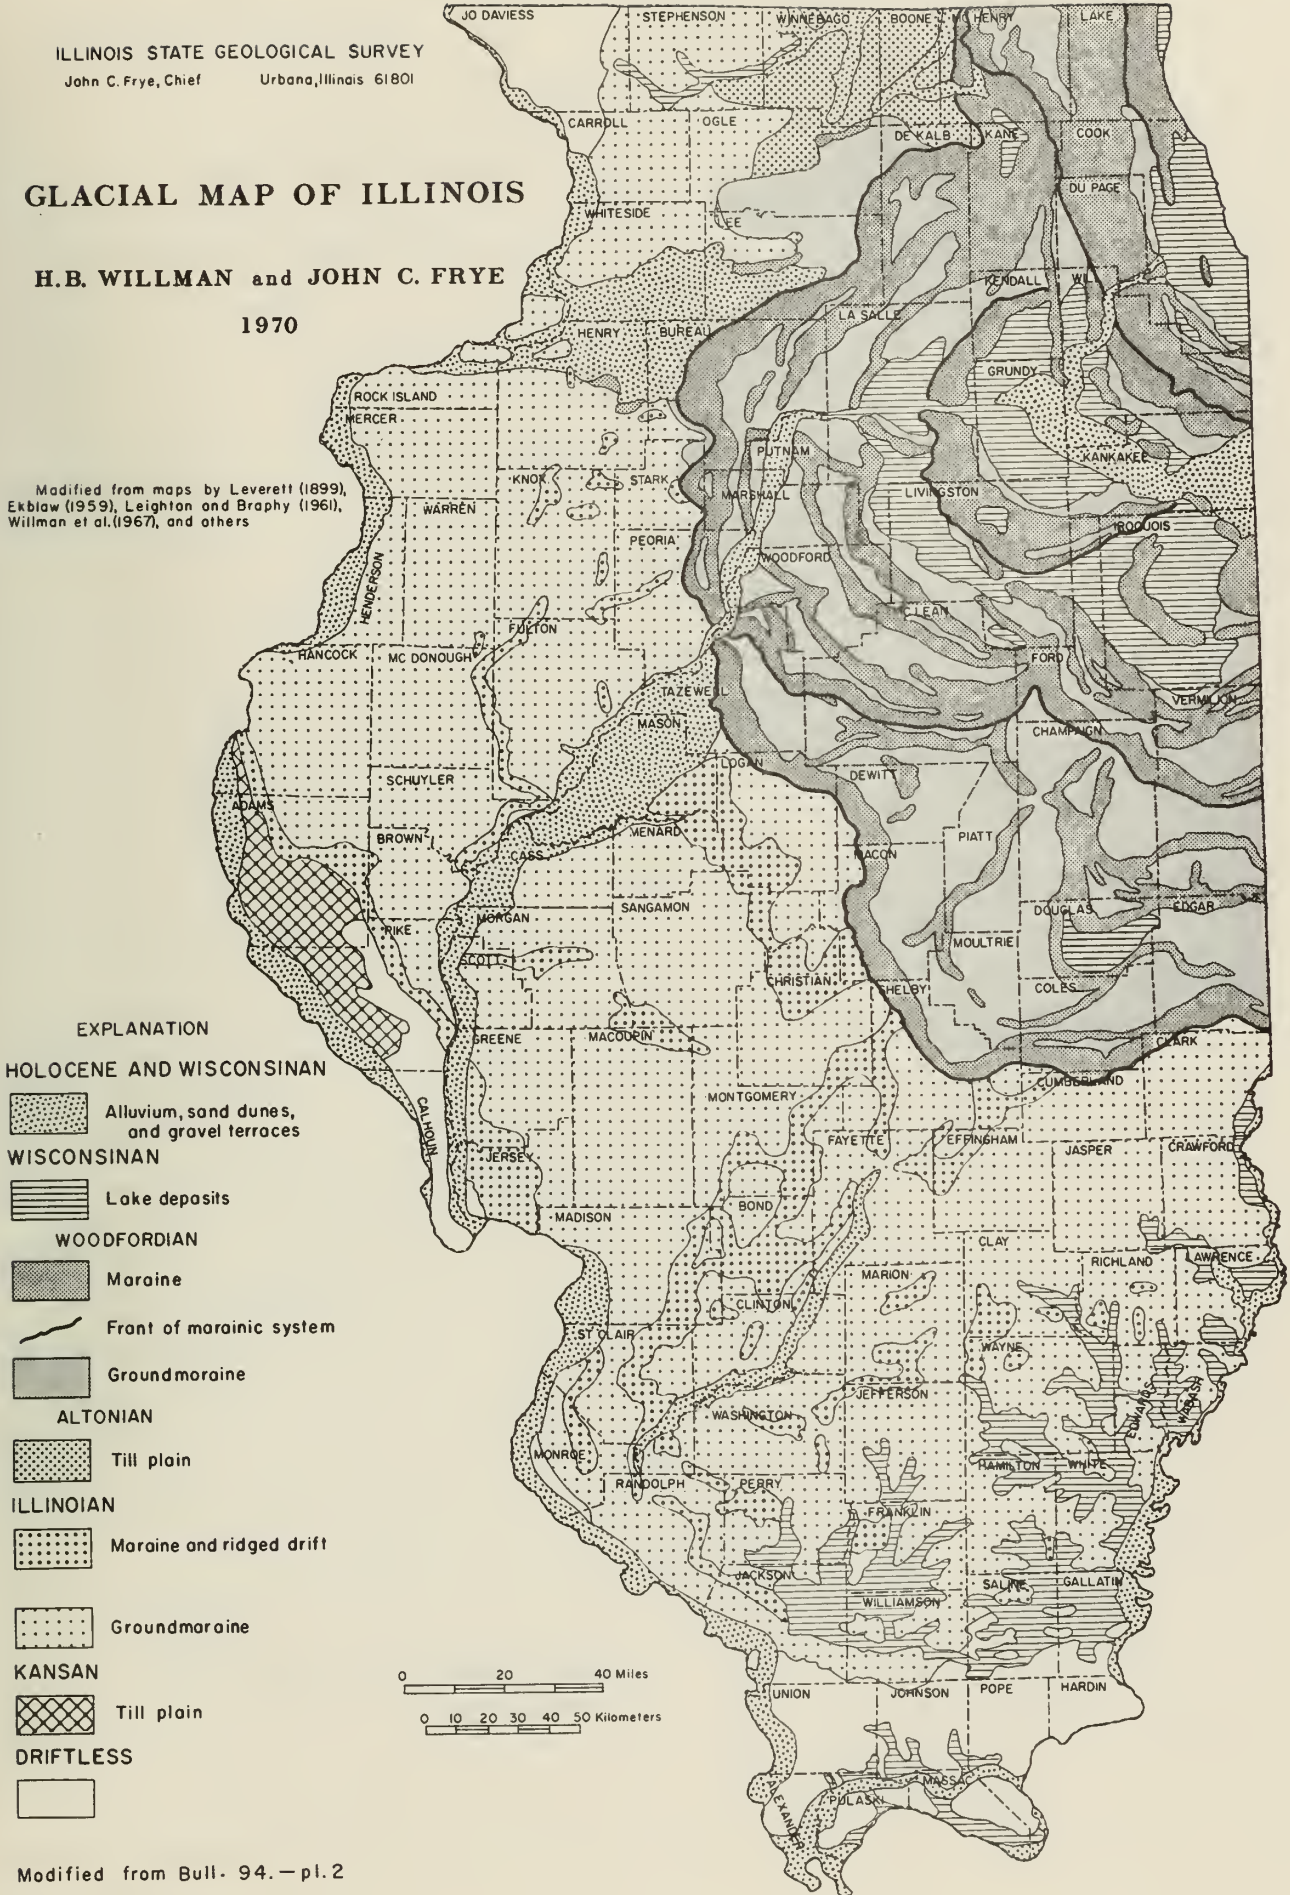 ILLINOIS STATE GEOLOGICAL SURVEY
John C. Frye, Chief Urbana, Illinois 61801
GLACIAL MAP OF ILLINOIS
H.B. WILLMAN and JOHN C. FRYE
1970
Modified from maps by Leverett (1899),
Ekblaw (1959), Leighton and Brophy (1961),
Willman et al. (1967), and others
JO DAVIESS
STEPHENSON
WINNEBAGO
BOONE
MC HENRY
LAKE
CARROLL
OGLE
DE KALB
KANE
COOK
DU PAGE
WHITESIDE
LEE
KENDALL
WILL
HENRY
BUREAU
LA SALLE
GRUNDY
ROCK ISLAND
MERCER
PUTNAM
KANKAKEE
KNOX
STARK
MARSHALL
LIVINGSTON
WARREN
IROQUOIS
PEORIA
WOODFORD
HENDERSON
MC LEAN
FULTON
HANCOCK
MC DONOUGH
FORD
TAZEWELL
MASON
VERMILION
CHAMPAIGN
LOGAN
DEWITT
SCHUYLER
ADAMS
MENARD
PIATT
BROWN
CASS
MACON
SANGAMON
DOUGLAS
EDGAR
MORGAN
PIKE
MOULTRIE
SCOTT
CHRISTIAN
SHELBY
COLES
GREENE
MACOUPIN
CLARK
CUMBERLAND
MONTGOMERY
CALHOUN
FAYETTE
EFFINGHAM
JASPER
CRAWFORD
JERSEY
BOND
MADISON
CLAY
RICHLAND
LAWRENCE
MARION
CLINTON
ST CLAIR
WAYNE
EDWARDS
WABASH
JEFFERSON
WASHINGTON
MONROE
HAMILTON
WHITE
RANDOLPH
PERRY
FRANKLIN
JACKSON
SALINE
GALLATIN
WILLIAMSON
UNION
JOHNSON
POPE
HARDIN
ALEXANDER
PULASKI
MASSAC
EXPLANATION
HOLOCENE AND WISCONSINAN
Alluvium, sand dunes,
and gravel terraces
WISCONSINAN
Lake deposits
WOODFORDIAN
Moraine
Front of morainic system
Groundmoraine
ALTONIAN
Till plain
ILLINOIAN
Moraine and ridged drift
Groundmoraine
KANSAN
Till plain
DRIFTLESS
0 20 40 Miles
0 10 20 30 40 50 Kilometers
Modified from Bull. 94.—pl. 2